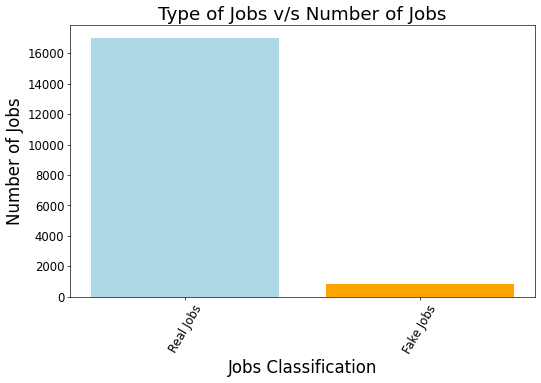 Type of Jobs v/s Number of Jobs
Number of Jobs
16000
14000
12000
10000
8000
6000
4000
2000
0
Real Jobs
Fake Jobs
Jobs Classification